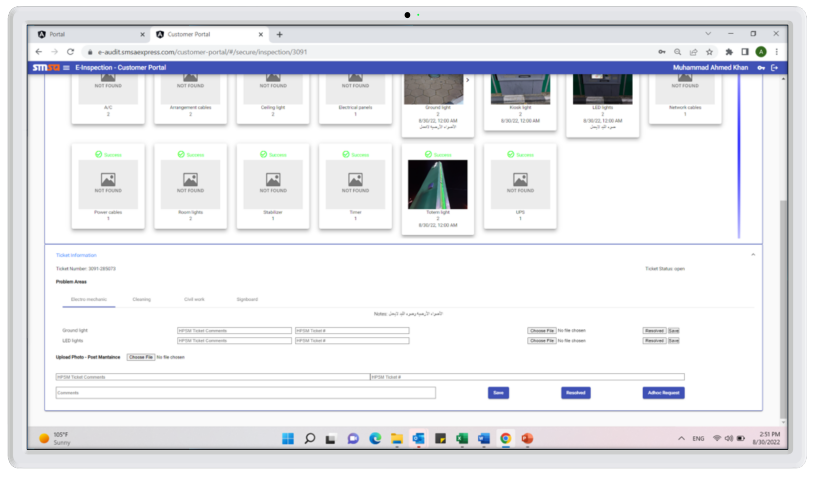 Portal
Customer Portal
e-audit.smsaexpress.com/customer-portal/#/secure/inspection/3091
smsa E-Inspection - Customer Portal
Muhammad Ahmed Khan
NOT FOUND
NOT FOUND
NOT FOUND
NOT FOUND
NOT FOUND
A/C
2
Arrangement cables
2
Ceiling light
2
Electrical panels
1
Ground light
2
8/30/22, 12:00 AM
الأضواء الأرضية لاتعمل
Kiosk light
2
8/30/22, 12:00 AM
LED lights
2
8/30/22, 12:00 AM
ضوء الليد لايعمل
Network cables
1
Success
Success
Success
Success
Success
Success
NOT FOUND
NOT FOUND
NOT FOUND
NOT FOUND
NOT FOUND
Power cables
1
Room lights
2
Stabilizer
1
Timer
1
Totem light
2
8/30/22, 12:00 AM
UPS
1
Ticket Information
Ticket Number: 3091-265073
Ticket Status: open
Problem Areas
Electro mechanic
Cleaning
Civil work
Signboard
Notes: الأضواء الأرضية وضوء الليد لايعمل
Ground light
HPSM Ticket Comments
HPSM Ticket #
Choose File No file chosen
Resolved Save
LED lights
HPSM Ticket Comments
HPSM Ticket #
Choose File No file chosen
Resolved Save
Upload Photo - Post Mantaince Choose File No file chosen
HPSM Ticket Comments
HPSM Ticket #
Comments
Save
Resolved
Adhoc Request
105°F
Sunny
ENG
2:51 PM
8/30/2022